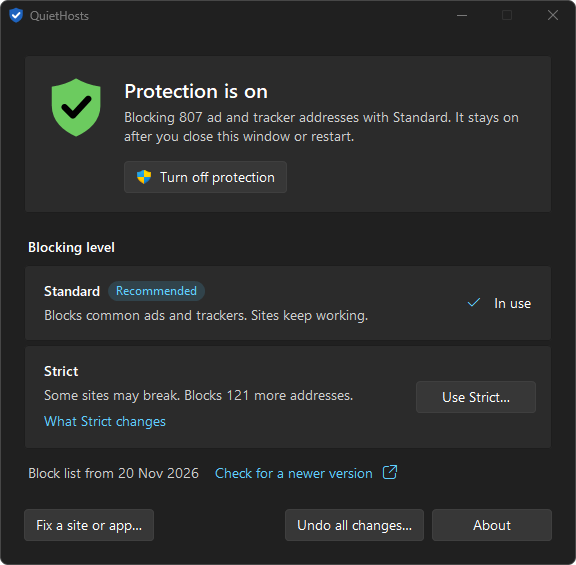 QuietHosts
Protection is on
Blocking 807 ad and tracker addresses with Standard. It stays on
after you close this window or restart.
Turn off protection
Blocking level
Standard Recommended
Blocks common ads and trackers. Sites keep working.
In use
Strict
Some sites may break. Blocks 121 more addresses.
What Strict changes
Use Strict...
Block list from 20 Nov 2026 Check for a newer version
Fix a site or app... Undo all changes... About